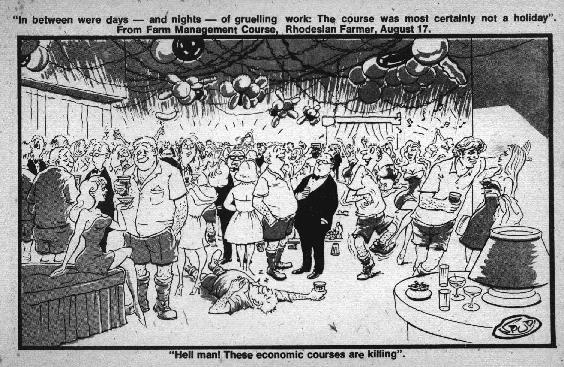 "In between were days — and nights — of gruelling work: The course was most certainly not a holiday".
From Farm Management Course, Rhodesian Farmer, August 17.
"Hell man! These economic courses are killing".